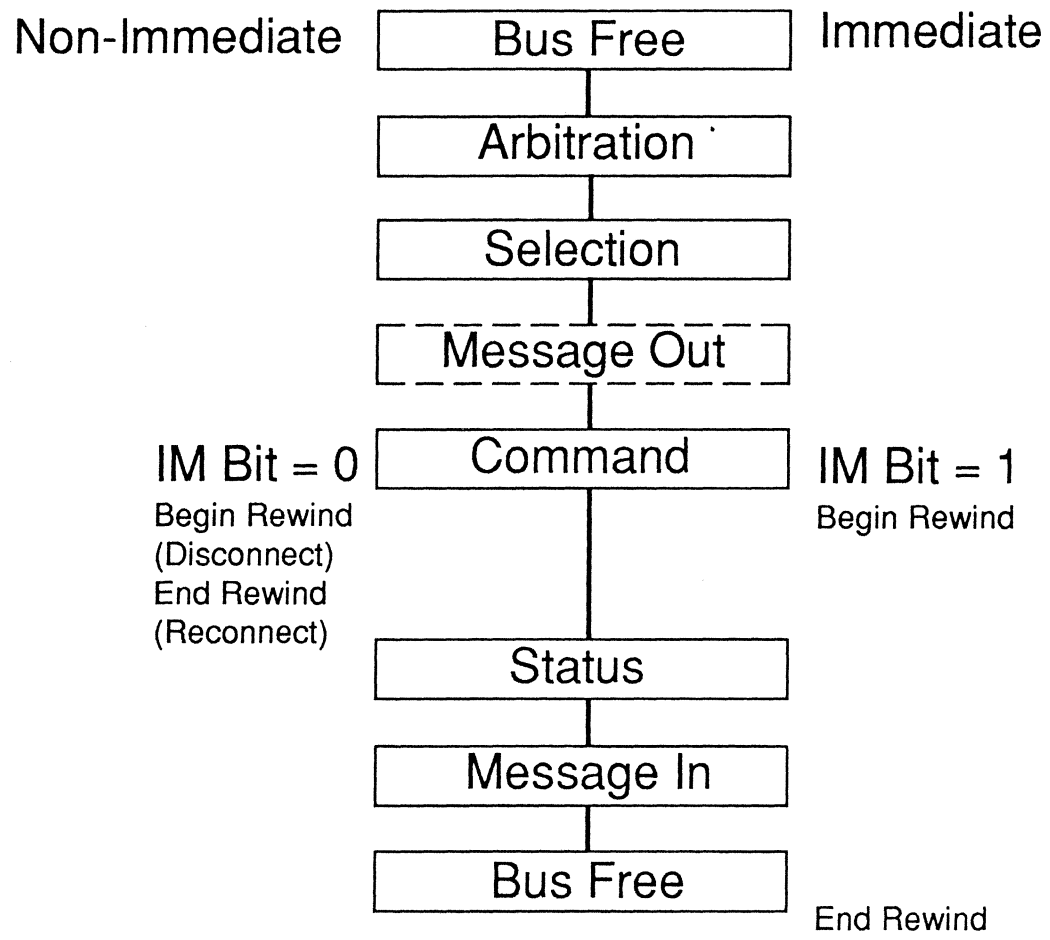 Non-Immediate
Bus Free
Immediate
Arbitration
Selection
Message Out
Command
IM Bit = 0
Begin Rewind
(Disconnect)
End Rewind
(Reconnect)
IM Bit = 1
Begin Rewind
Status
Message In
Bus Free
End Rewind